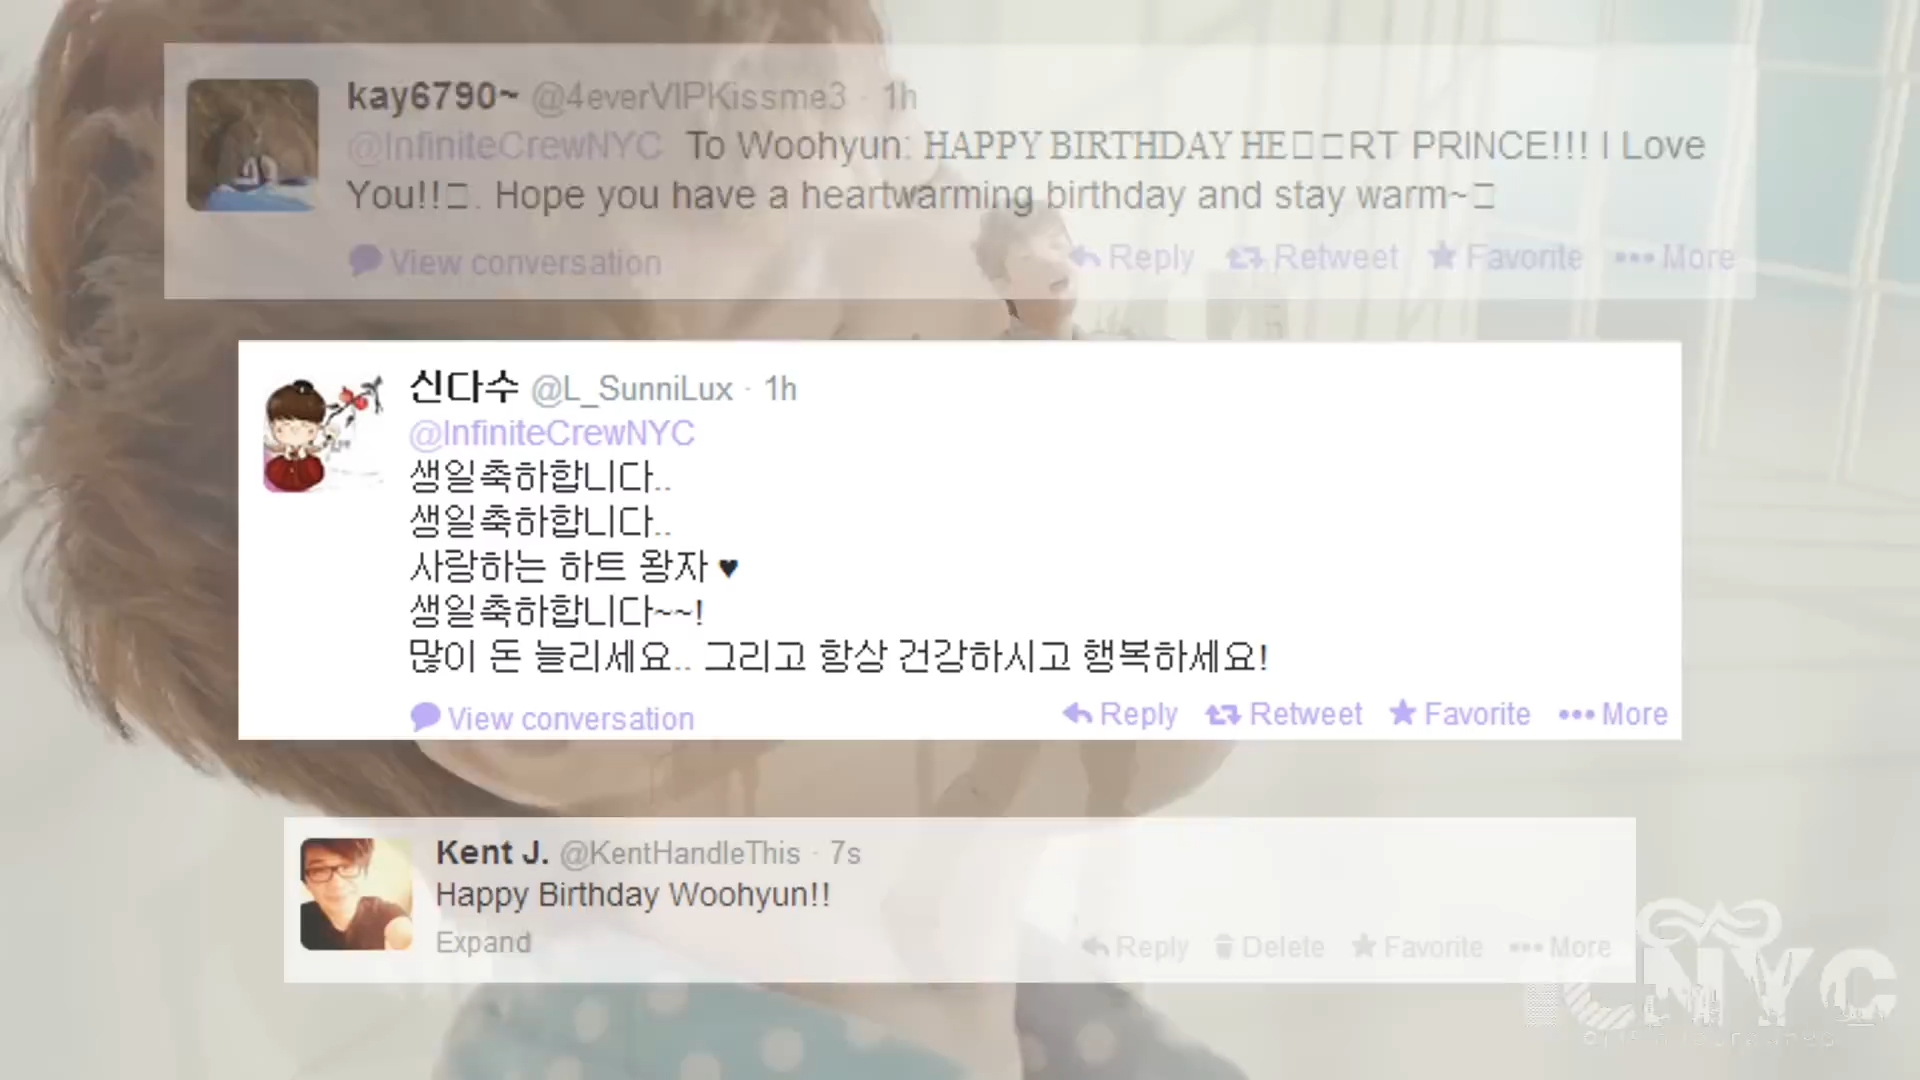 kay6790~ @4everVIPKissme3 · 1h
@InfiniteCrewNYC To Woohyun: HAPPY BIRTHDAY HE□□RT PRINCE!!! I Love
You!!□. Hope you have a heartwarming birthday and stay warm~□
View conversation Reply Retweet Favorite More
신다수 @L_SunniLux · 1h
@InfiniteCrewNYC
생일축하합니다..
생일축하합니다..
사랑하는 하트 왕자 ♥
생일축하합니다~~!
많이 돈 늘리세요.. 그리고 항상 건강하시고 행복하세요!
View conversation Reply Retweet Favorite More
Kent J. @KentHandleThis · 7s
Happy Birthday Woohyun!!
Expand Reply Delete Favorite More
NYC